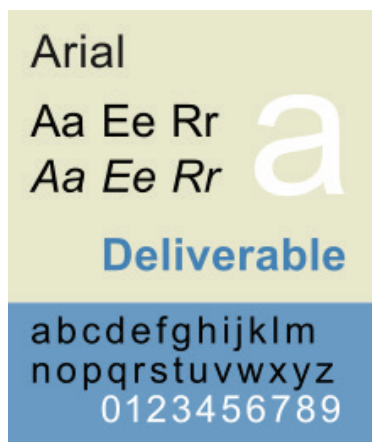 Arial
Aa Ee Rr
a
Aa Ee Rr
Deliverable
abcdefghijklm
nopqrstuvwxyz
0123456789